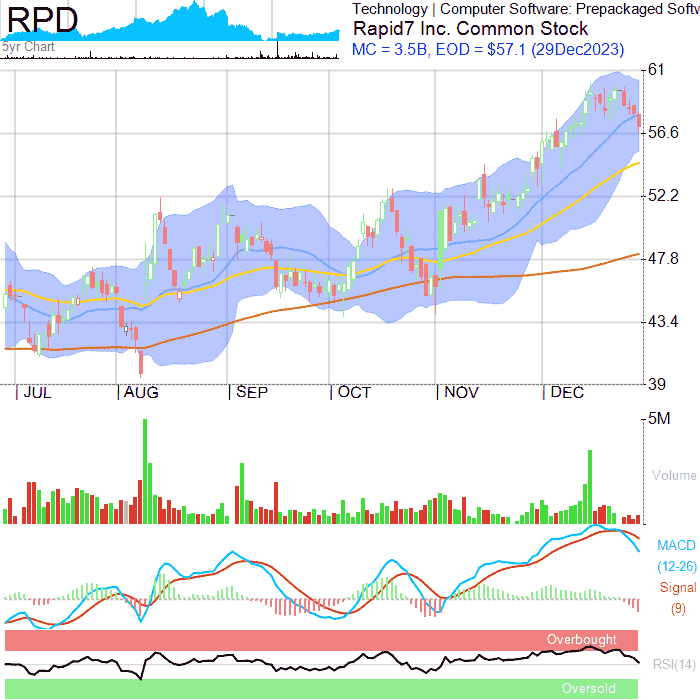 RPD
5yr Chart
Technology | Computer Software: Prepackaged Softw
Rapid7 Inc. Common Stock
MC = 3.5B, EOD = $57.1 (29Dec2023)
61
56.6
52.2
47.8
43.4
39
JUL AUG SEP OCT NOV DEC
5M
Volume
MACD
(12-26)
Signal
(9)
Overbought
RSI(14)
Oversold